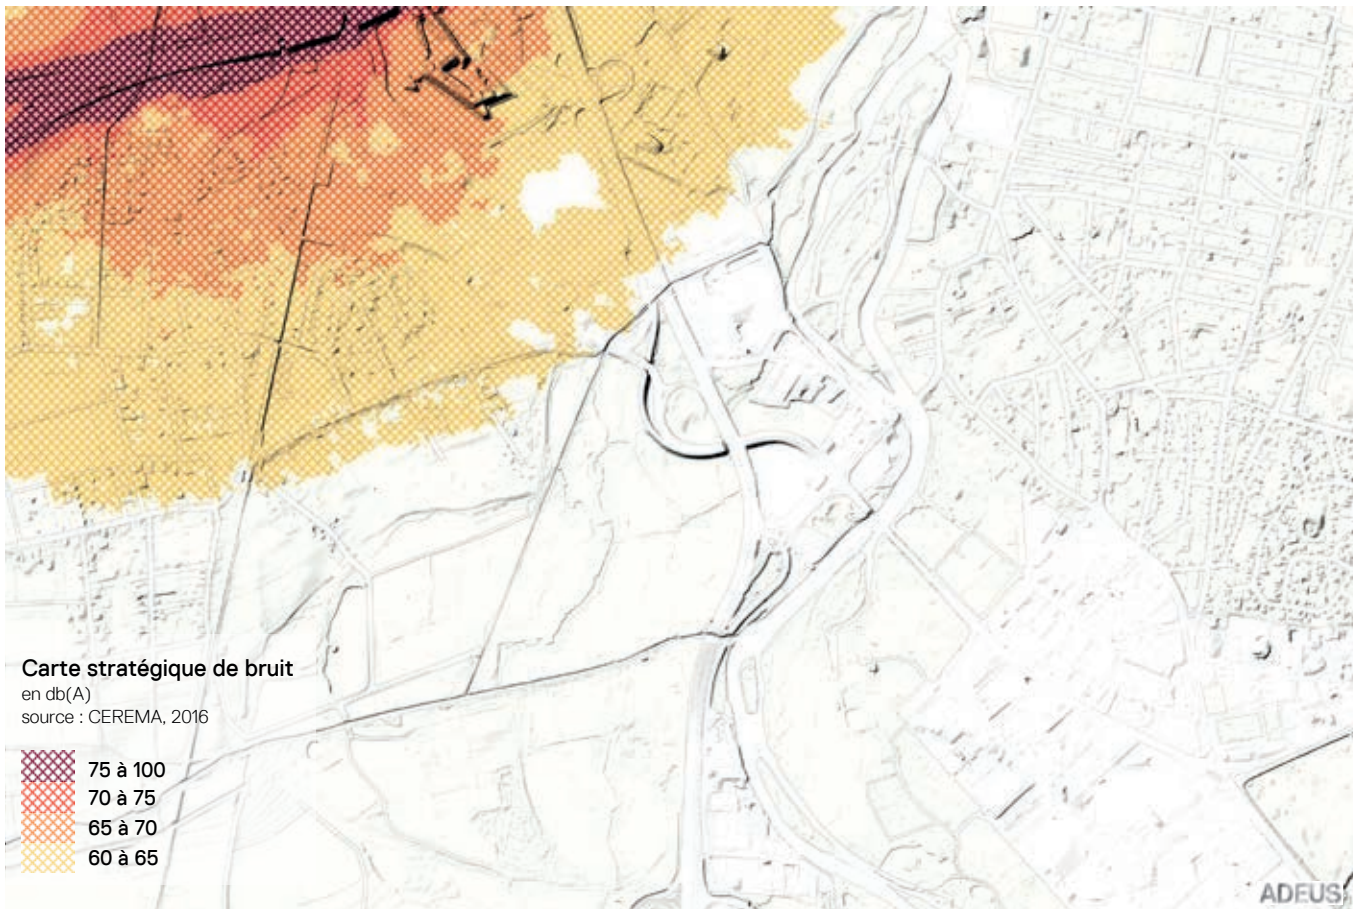 Carte stratégique de bruit
en db(A)
source : CEREMA, 2016
75 à 100
70 à 75
65 à 70
60 à 65
ADEUS